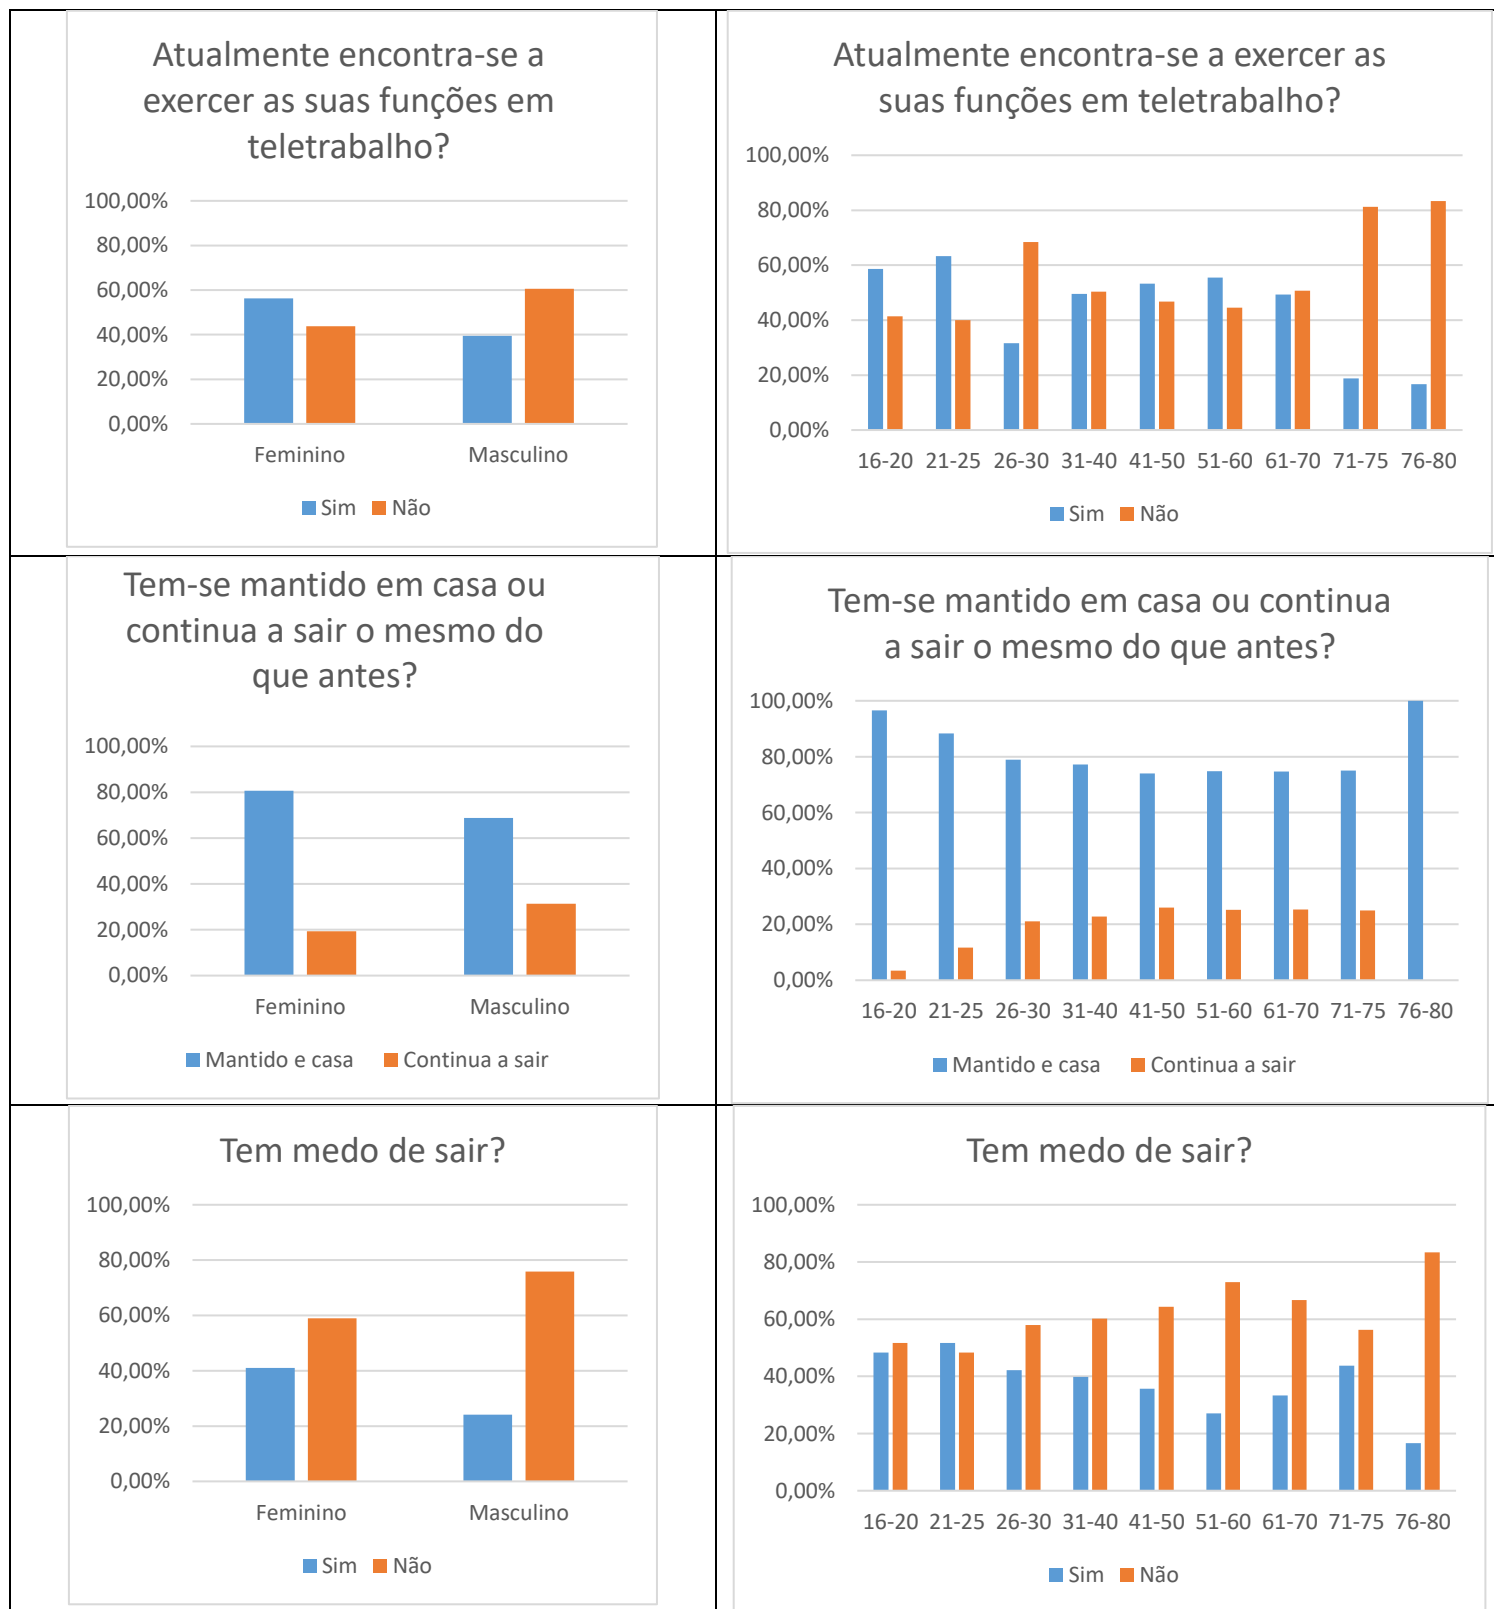 Atualmente encontra-se a
exercer as suas funções em
teletrabalho?
100,00%
80,00%
60,00%
40,00%
20,00%
0,00%
Feminino Masculino
Sim Não
Atualmente encontra-se a exercer as
suas funções em teletrabalho?
100,00%
80,00%
60,00%
40,00%
20,00%
0,00%
16-20 21-25 26-30 31-40 41-50 51-60 61-70 71-75 76-80
Sim Não
Tem-se mantido em casa ou
continua a sair o mesmo do
que antes?
100,00%
80,00%
60,00%
40,00%
20,00%
0,00%
Feminino Masculino
Mantido e casa Continua a sair
Tem-se mantido em casa ou continua
a sair o mesmo do que antes?
100,00%
80,00%
60,00%
40,00%
20,00%
0,00%
16-20 21-25 26-30 31-40 41-50 51-60 61-70 71-75 76-80
Mantido e casa Continua a sair
Tem medo de sair?
100,00%
80,00%
60,00%
40,00%
20,00%
0,00%
Feminino Masculino
Sim Não
Tem medo de sair?
100,00%
80,00%
60,00%
40,00%
20,00%
0,00%
16-20 21-25 26-30 31-40 41-50 51-60 61-70 71-75 76-80
Sim Não